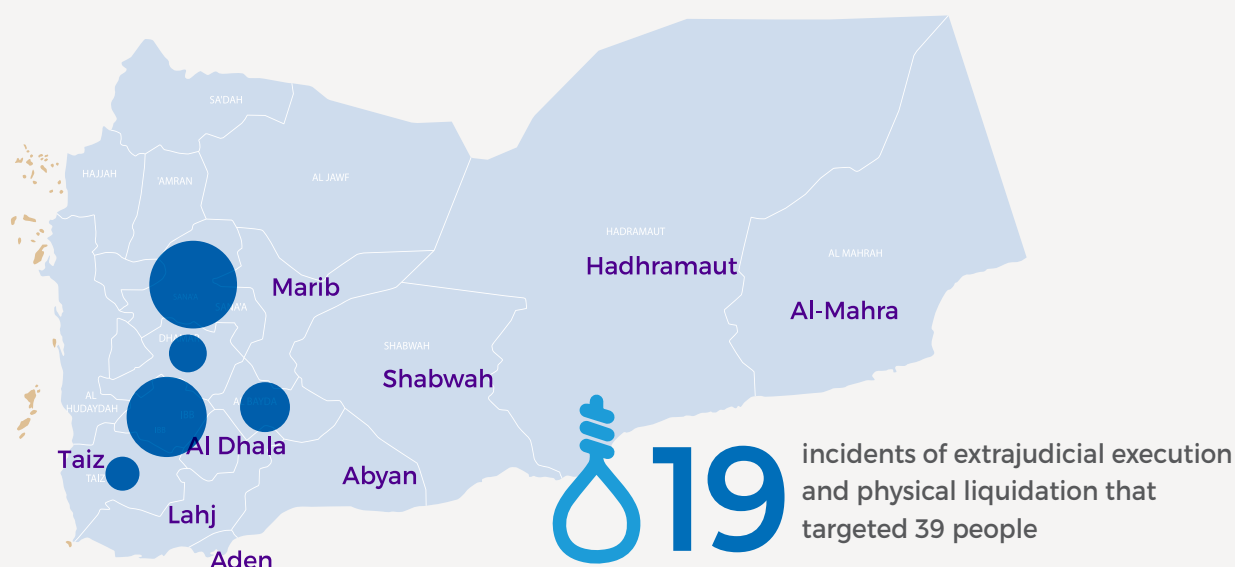 SA'DAH
HAJJAH
'AMRAN
AL JAWF
HADRAMAUT
Hadhramaut
AL MAHRAH
Al-Mahra
Marib
SHABWAH
Shabwah
AL
HUDAYDAH
Al Dhala
Taiz
TAIZ
Abyan
Lahj
Aden
19
incidents of extrajudicial execution
and physical liquidation that
targeted 39 people